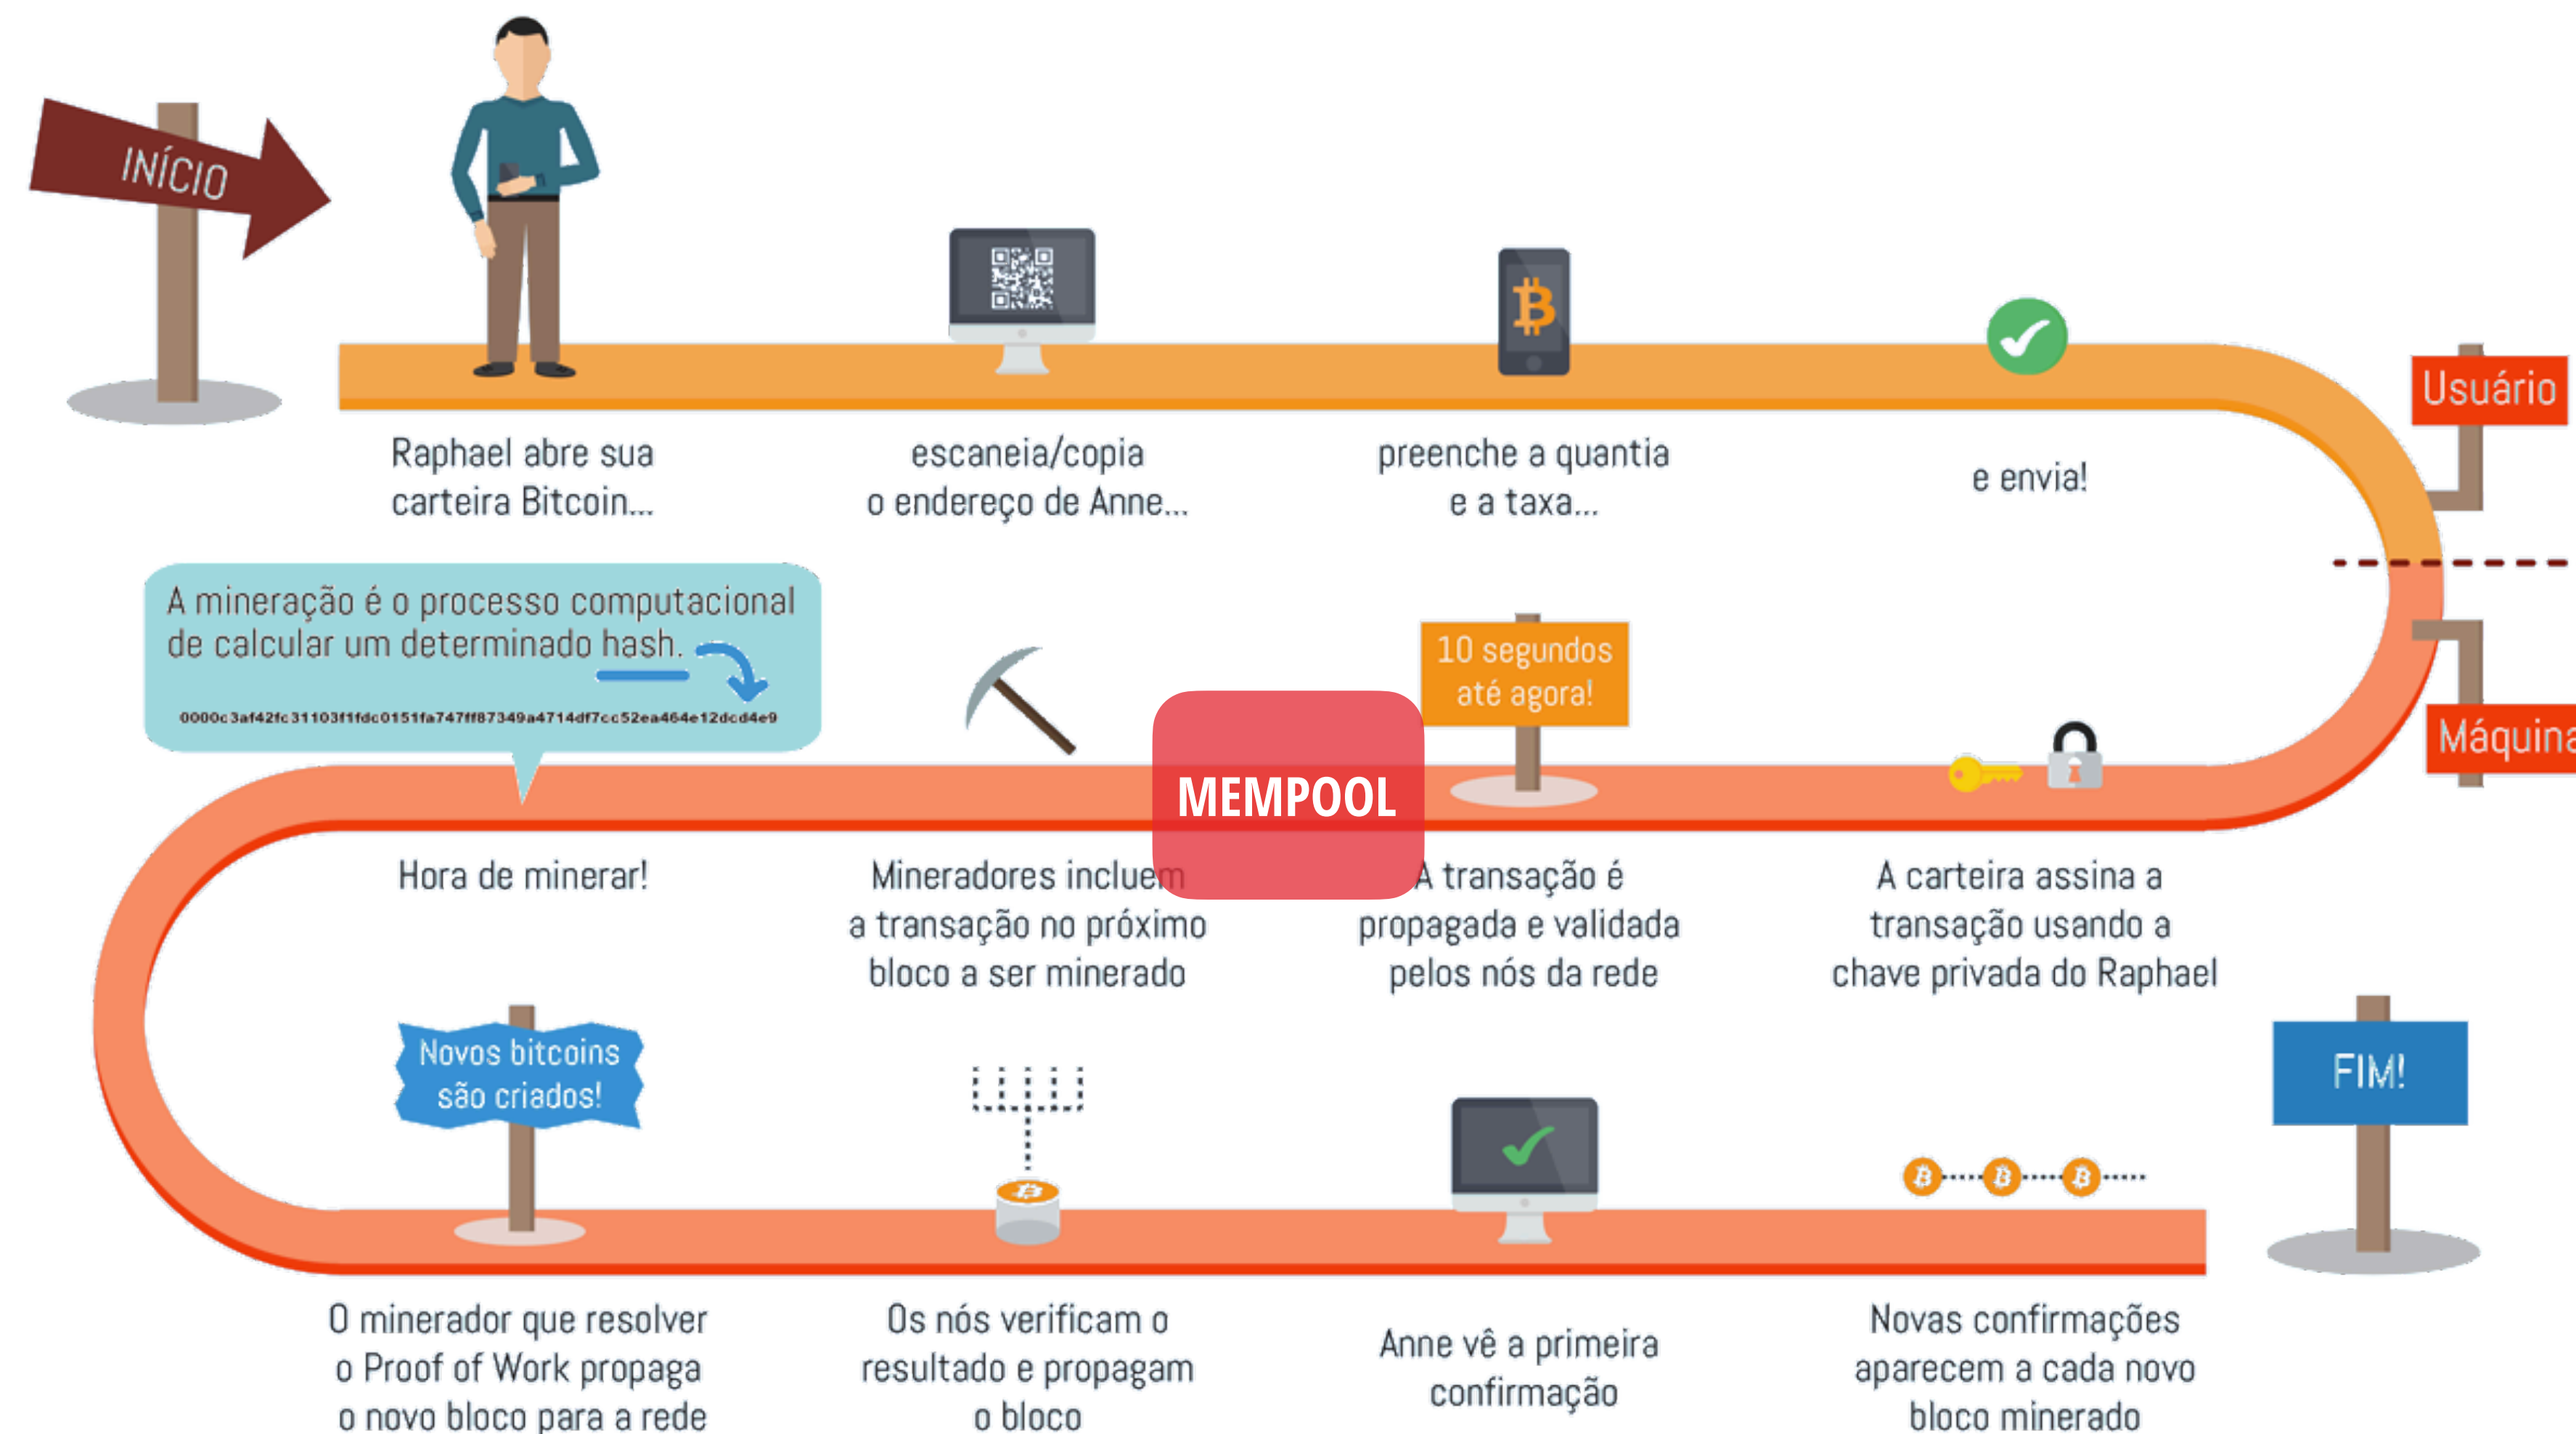 INÍCIO
Raphael abre sua
carteira Bitcoin...
escaneia/copia
o endereço de Anne...
preenche a quantia
e a taxa...
e envia!
Usuário
Máquina
A carteira assina a
transação usando a
chave privada do Raphael
10 segundos
até agora!
A transação é
propagada e validada
pelos nós da rede
MEMPOOL
Mineradores incluem
a transação no próximo
bloco a ser minerado
A mineração é o processo computacional
de calcular um determinado hash.
0000c3af42fc31103f1fdc0151fa747ff87349a4714df7cc52ea464e12dcd4e9
Hora de minerar!
Novos bitcoins
são criados!
O minerador que resolver
o Proof of Work propaga
o novo bloco para a rede
Os nós verificam o
resultado e propagam
o bloco
Anne vê a primeira
confirmação
Novas confirmações
aparecem a cada novo
bloco minerado
FIM!